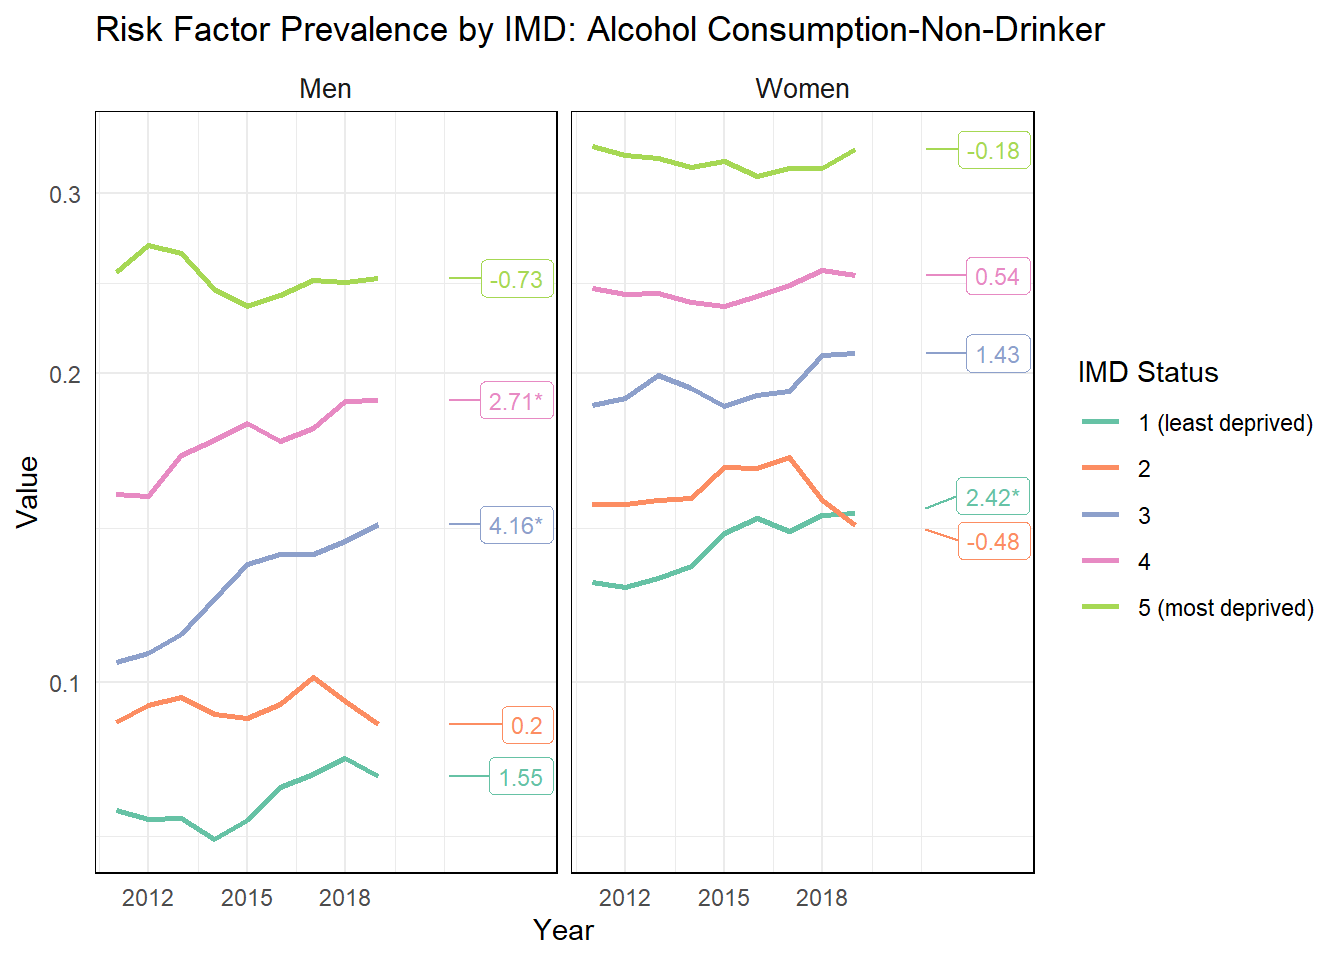 Risk Factor Prevalence by IMD: Alcohol Consumption-Non-Drinker
Men
Women
Value
0.3
0.2
0.1
-0.73
2.71*
4.16*
0.2
1.55
-0.18
0.54
1.43
2.42*
-0.48
2012 2015 2018
2012 2015 2018
Year
IMD Status
1 (least deprived)
2
3
4
5 (most deprived)